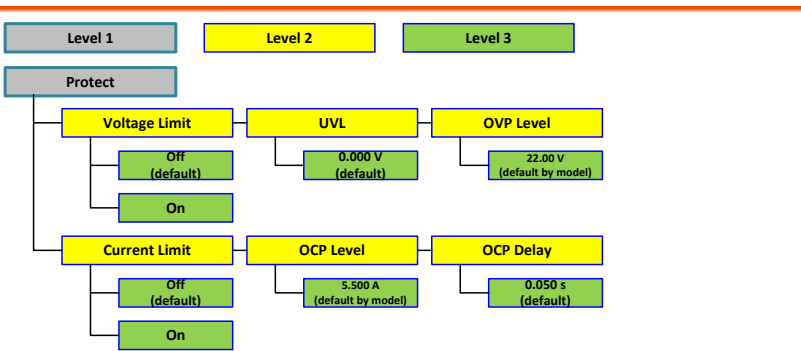 Level 1 Level 2 Level 3
Protect
Voltage Limit UVL OVP Level
Off 0.000 V 22.00 V
(default) (default) (default by model)
On
Current Limit OCP Level OCP Delay
Off 5.500 A 0.050 s
(default) (default by model) (default)
On